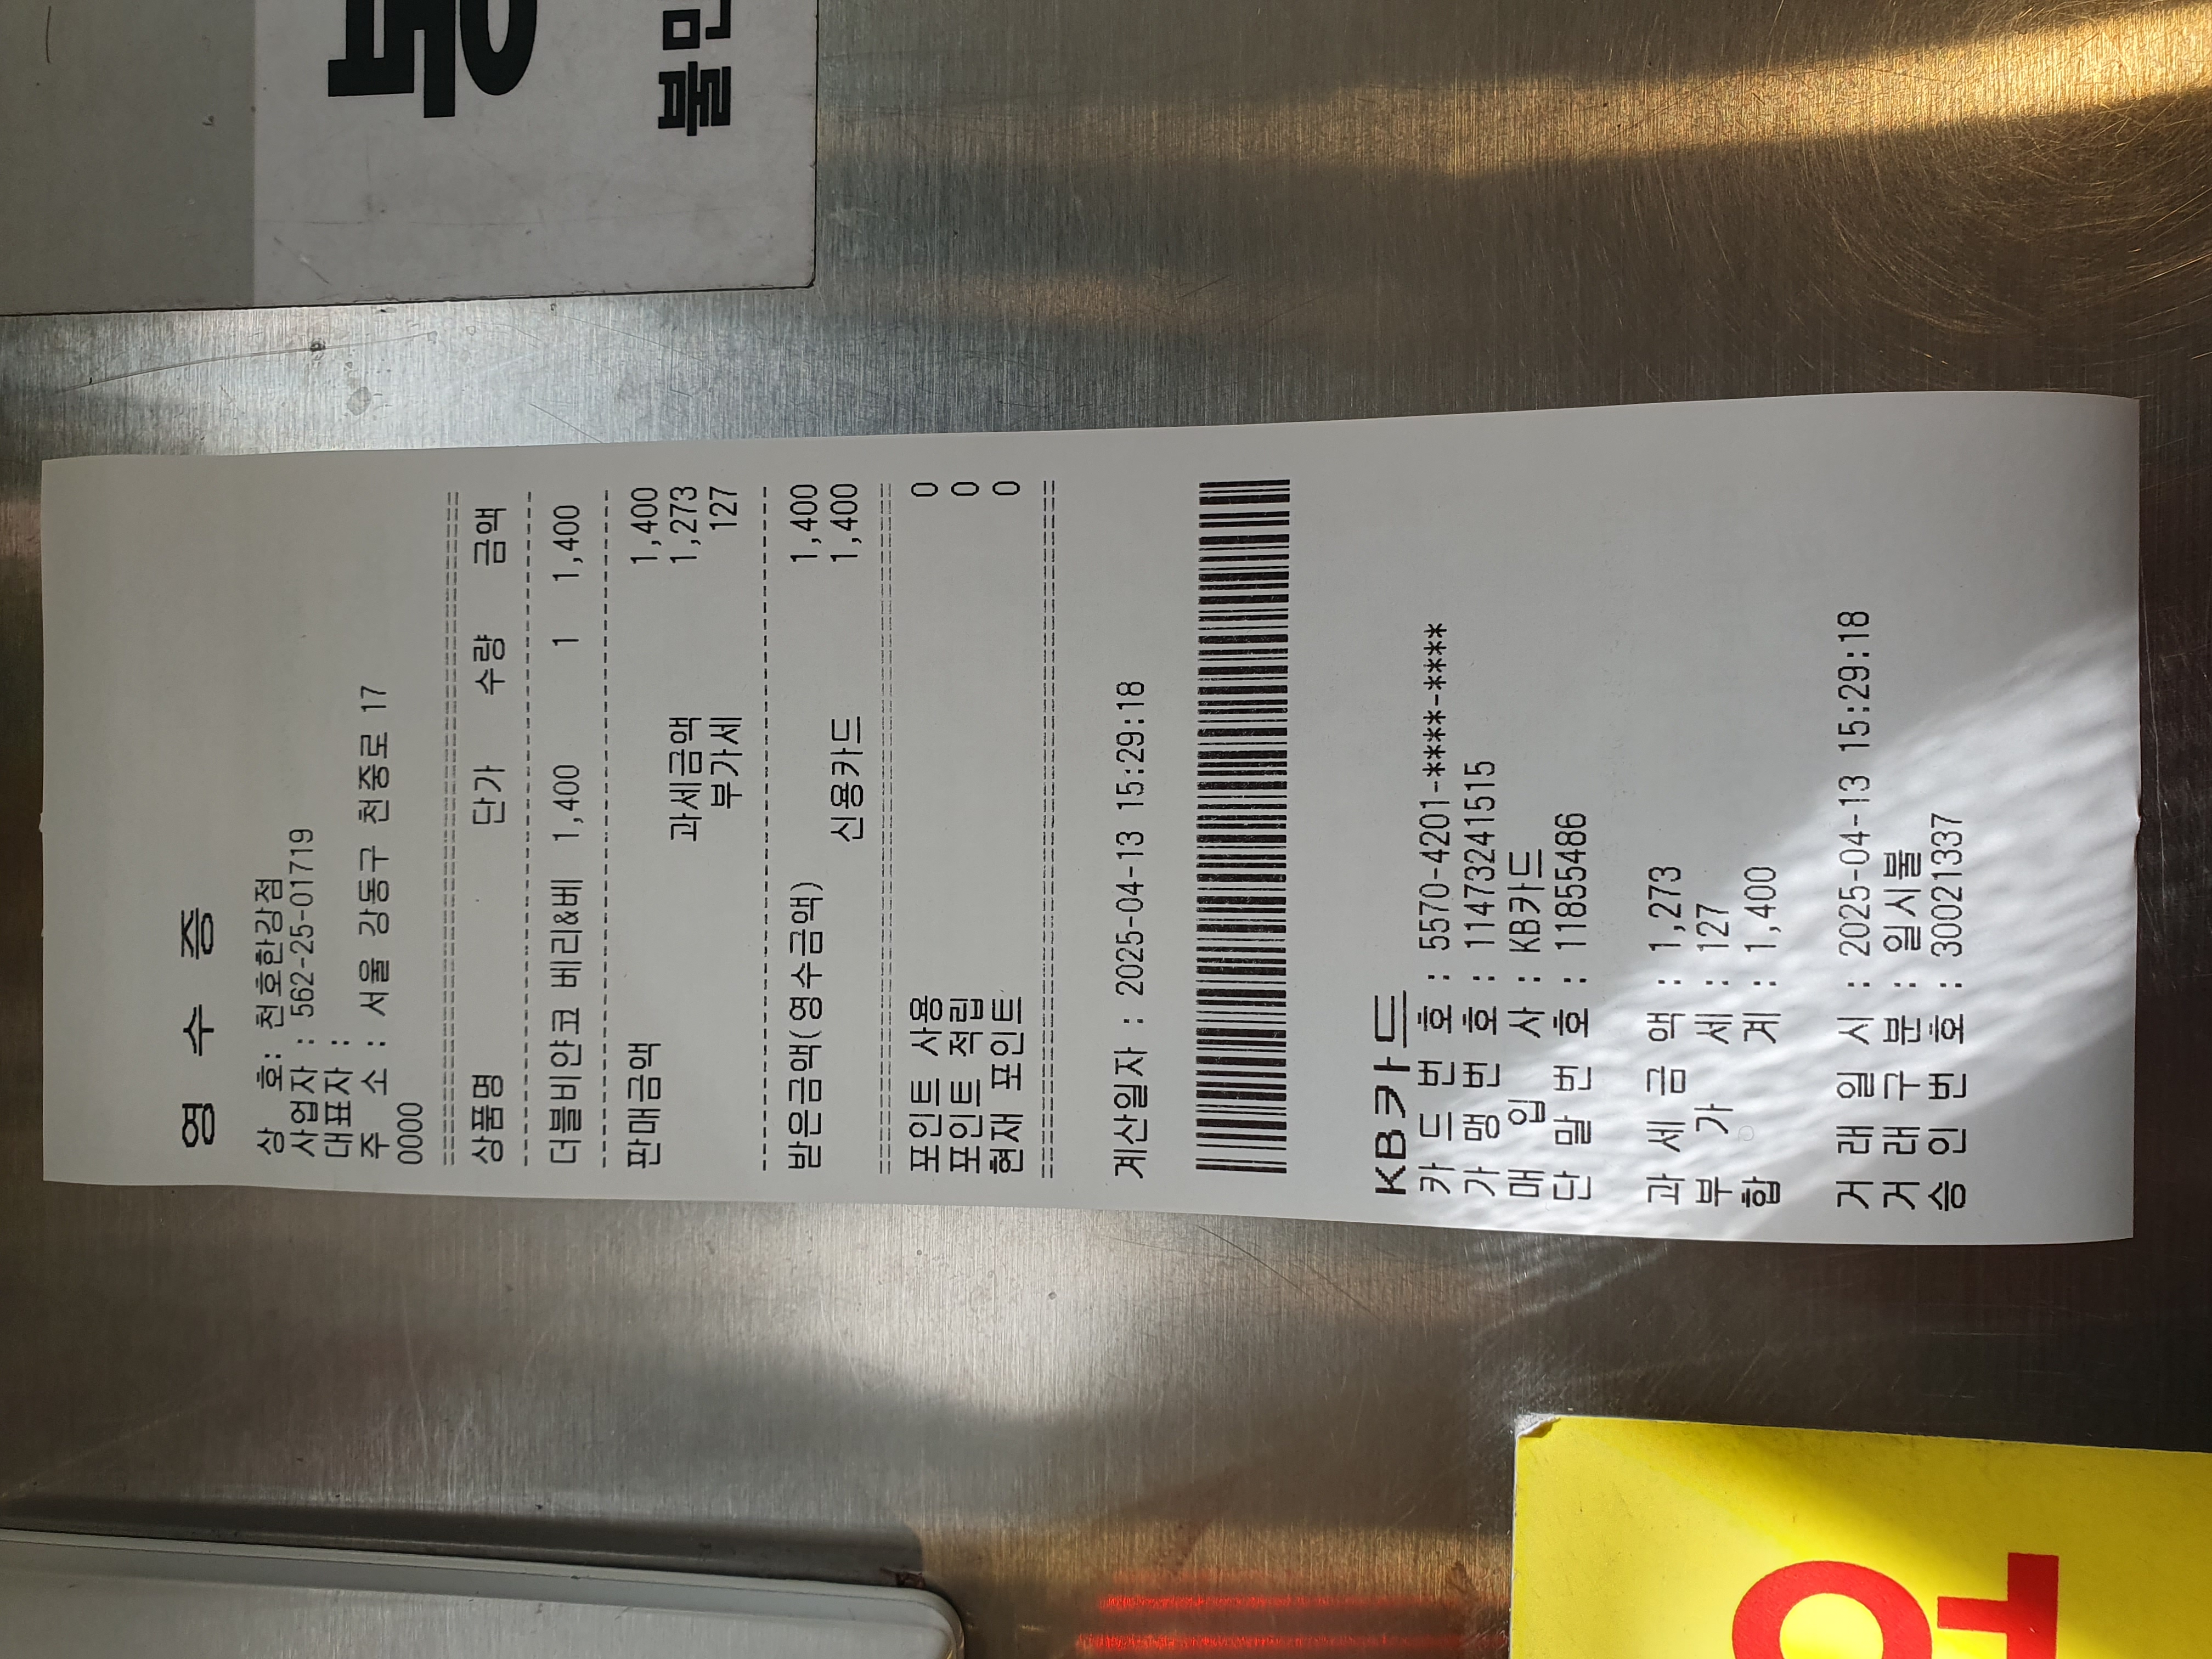 영 수 증
상 호: 천호한강점
사업자 : 562-25-01719
대표자 :
주 소 : 서울 강동구 천중로 17
0000
상품명 단가 수량 금액
더블비얀코 베리&베 1,400 1 1,400
판매금액 1,400
과세금액 1,273
부가세 127
받은금액(영수금액) 1,400
신용카드 1,400
포인트 사용 0
포인트 적립 0
현재 포인트 0
계산일자 : 2025-04-13 15:29:18
KB카드
카 드 번 호 : 5570-4201-****-****
가 맹 번 호 : 11473241515
매 입 사 : KB카드
단 말 번 호 : 11855486
과 세 금 액 : 1,273
부 가 세 : 127
합 계 : 1,400
거 래 일 시 : 2025-04-13 15:29:18
거 래 구 분 : 일시불
승 인 번 호 : 30021337